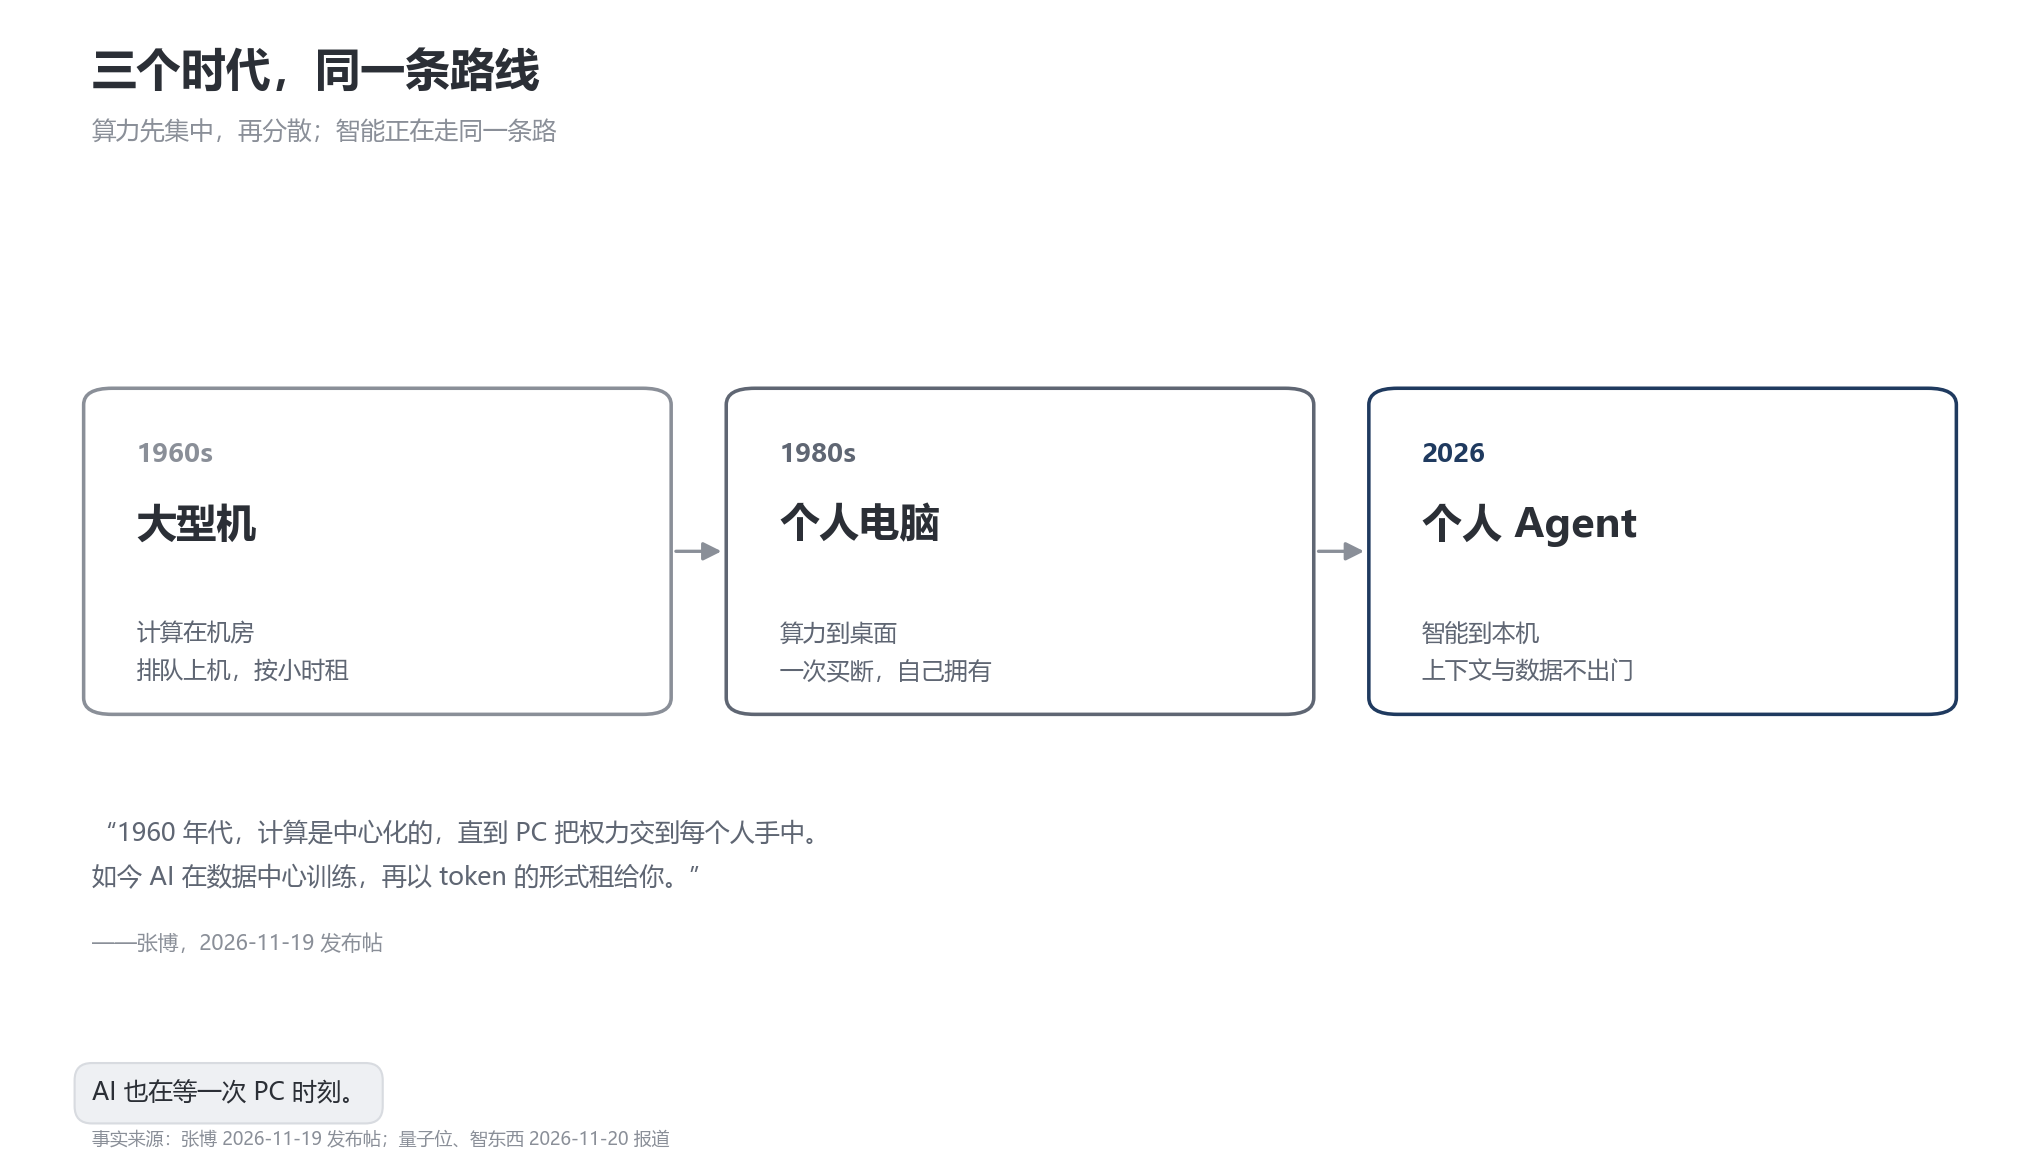 三个时代，同一条路线
算力先集中，再分散；智能正在走同一条路
1960s
大型机
计算在机房
排队上机，按小时租
1980s
个人电脑
算力到桌面
一次买断，自己拥有
2026
个人 Agent
智能到本机
上下文与数据不出门
“1960 年代，计算是中心化的，直到 PC 把权力交到每个人手中。
如今 AI 在数据中心训练，再以 token 的形式租给你。”
——张博，2026-11-19 发布帖
AI 也在等一次 PC 时刻。
事实来源：张博 2026-11-19 发布帖；量子位、智东西 2026-11-20 报道